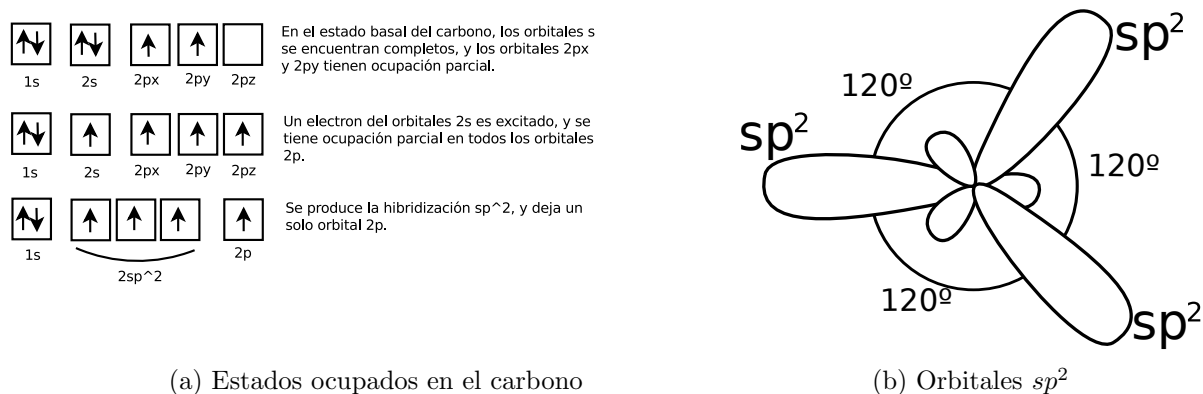 En el estado basal del carbono, los orbitales s
se encuentran completos, y los orbitales 2px
y 2py tienen ocupación parcial.
1s 2s 2px 2py 2pz
Un electron del orbitales 2s es excitado, y se
tiene ocupación parcial en todos los orbitales
2p.
1s 2s 2px 2py 2pz
Se produce la hibridización sp^2, y deja un
solo orbital 2p.
1s 2p
2sp^2
(a) Estados ocupados en el carbono
sp²
120º
sp²
120º
120º
sp²
(b) Orbitales sp²